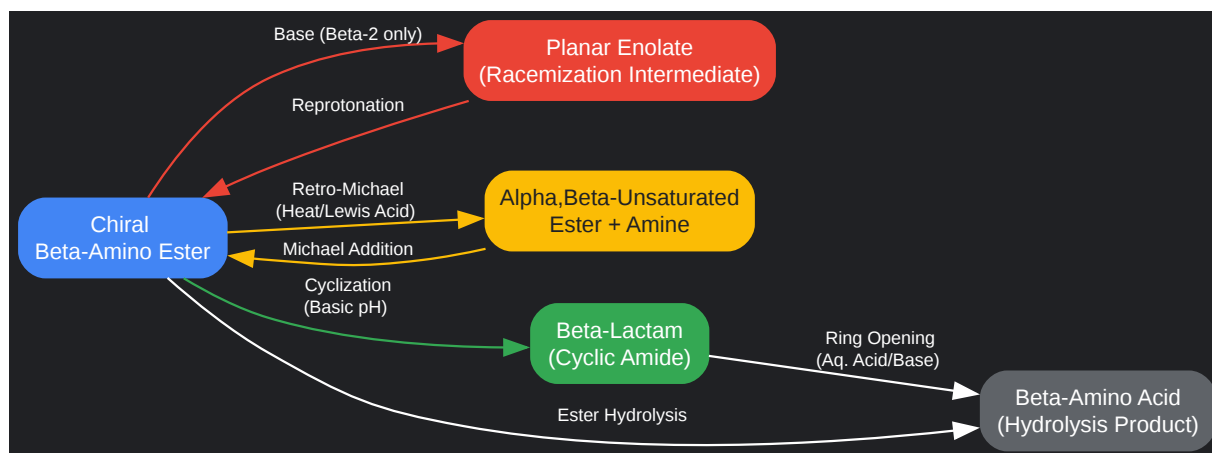 Base (Beta-2 only)
Planar Enolate
(Racemization Intermediate)
Reprotonation
Retro-Michael
(Heat/Lewis Acid)
Alpha,Beta-Unsaturated
Ester + Amine
Chiral
Beta-Amino Ester
Michael Addition
Cyclization
(Basic pH)
Beta-Lactam
(Cyclic Amide)
Ring Opening
(Aq. Acid/Base)
Beta-Amino Acid
(Hydrolysis Product)
Ester Hydrolysis